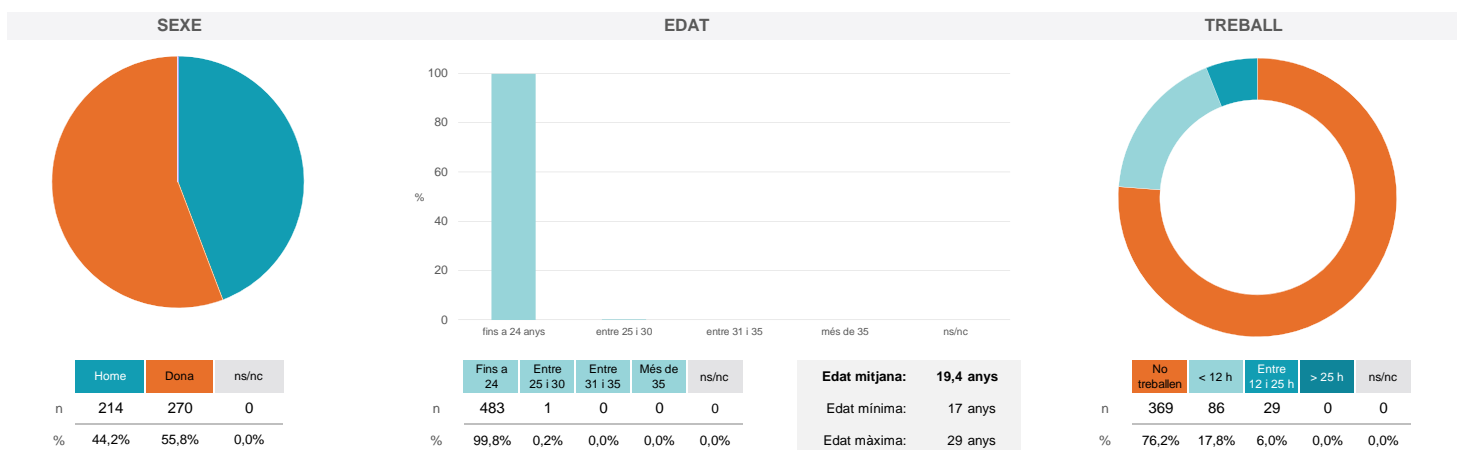 SEXE EDAT TREBALL
100
80
60
%
40
20
0
fins a 24 anys entre 25 i 30 entre 31 i 35 més de 35 ns/nc
Home Dona ns/nc
n 214 270 0
% 44,2% 55,8% 0,0%
Fins a 24 Entre 25 i 30 Entre 31 i 35 Més de 35 ns/nc
n 483 1 0 0 0
% 99,8% 0,2% 0,0% 0,0% 0,0%
Edat mitjana: 19,4 anys
Edat mínima: 17 anys
Edat màxima: 29 anys
No treballen < 12 h Entre 12 i 25 h > 25 h ns/nc
n 369 86 29 0 0
% 76,2% 17,8% 6,0% 0,0% 0,0%